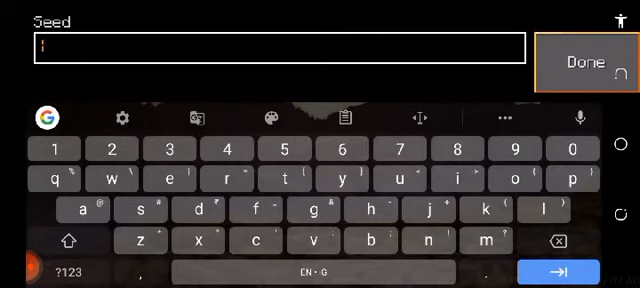 Seed
Done
G
1 2 3 4 5 6 7 8 9 0
q % w \ e | r = t [ y ] u < i > o { p }
a @ s # d ₹ f _ g & h - j + k ( l )
z * x " c ' v : b ; n ! m ?
?123 , EN • G .